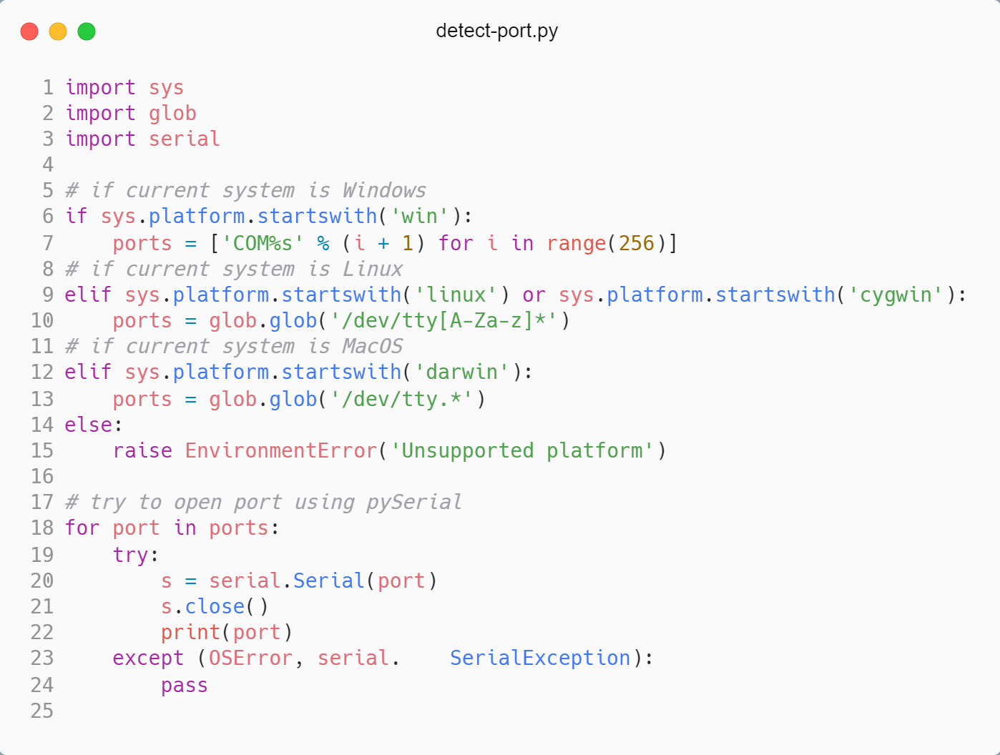 detect-port.py
1 import sys
2 import glob
3 import serial
4
5 # if current system is Windows
6 if sys.platform.startswith('win'):
7     ports = ['COM%s' % (i + 1) for i in range(256)]
8 # if current system is Linux
9 elif sys.platform.startswith('linux') or sys.platform.startswith('cygwin'):
10     ports = glob.glob('/dev/tty[A-Za-z]*')
11 # if current system is MacOS
12 elif sys.platform.startswith('darwin'):
13     ports = glob.glob('/dev/tty.*')
14 else:
15     raise EnvironmentError('Unsupported platform')
16
17 # try to open port using pySerial
18 for port in ports:
19     try:
20         s = serial.Serial(port)
21         s.close()
22         print(port)
23     except (OSError, serial.    SerialException):
24         pass
25